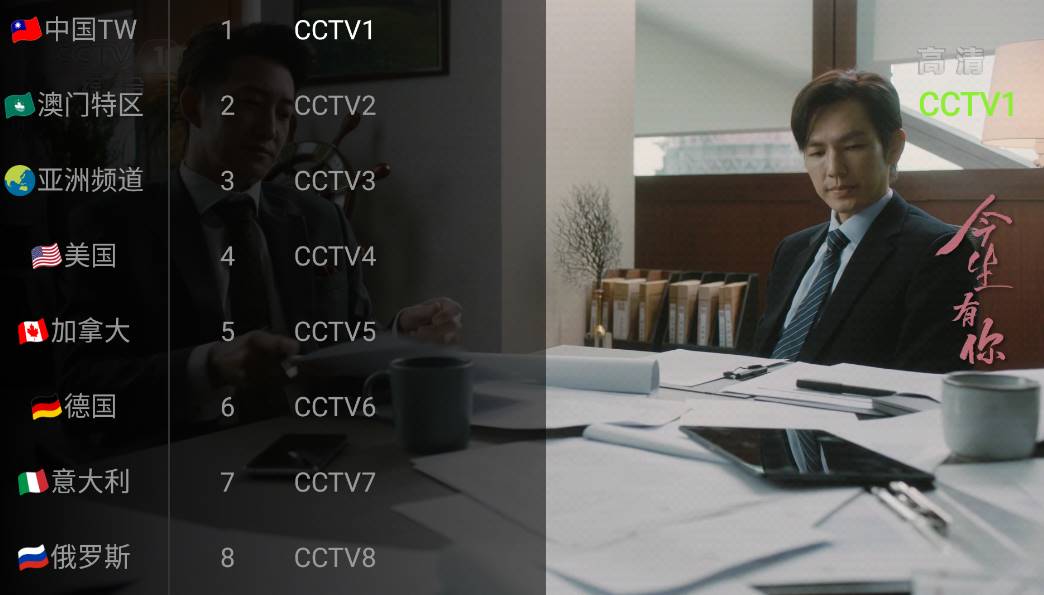 中国TW 1 CCTV1
澳门特区 2 CCTV2
亚洲频道 3 CCTV3
美国 4 CCTV4
加拿大 5 CCTV5
德国 6 CCTV6
意大利 7 CCTV7
俄罗斯 8 CCTV8
高清
CCTV1
今生有你